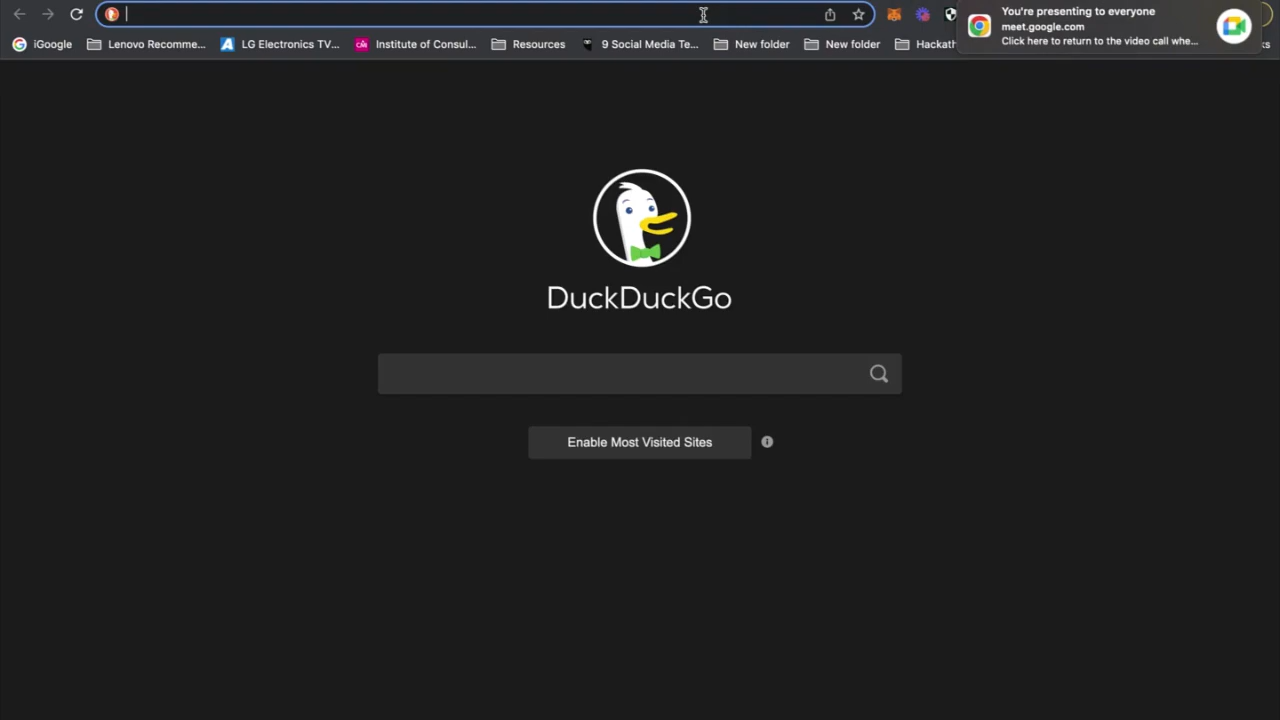 You're presenting to everyone
meet.google.com
Click here to return to the video call whe...
iGoogle
Lenovo Recomme...
LG Electronics TV...
Institute of Consul...
Resources
9 Social Media Te...
New folder
New folder
Hackath
ks
DuckDuckGo
Enable Most Visited Sites